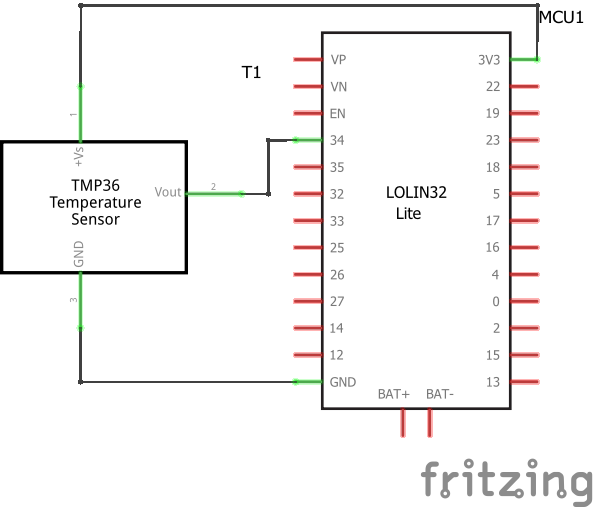 MCU1
T1
VP
VN
EN
34
35
32
33
25
26
27
14
12
GND
3V3
22
19
23
18
5
17
16
4
0
2
15
13
LOLIN32
Lite
BAT+ BAT-
1
+Vs
TMP36
Temperature
Sensor
Vout
2
GND
3
fritzing